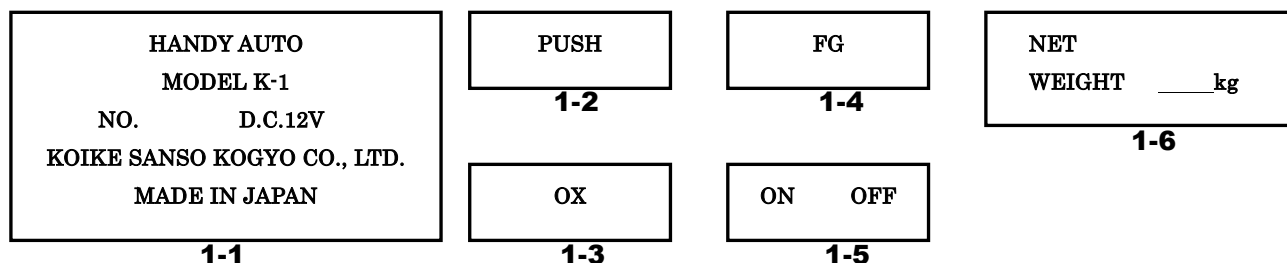 HANDY AUTO
MODEL K-1
NO. D.C.12V
KOIKE SANSO KOGYO CO., LTD.
MADE IN JAPAN
1-1
PUSH
1-2
OX
1-3
FG
1-4
ON OFF
1-5
NET
WEIGHT _____kg
1-6